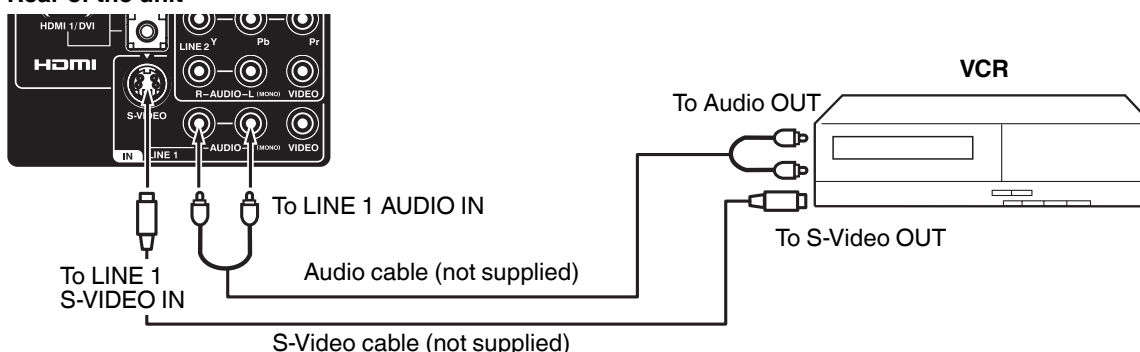 Rear of the unit
HDMI 1/DVI
HDMI
LINE 2 Y Pb Pr
R-AUDIO-L (MONO) VIDEO
S-VIDEO
-AUDIO- (MONO) VIDEO
IN LINE 1
VCR
To Audio OUT
To LINE 1 AUDIO IN
To S-Video OUT
To LINE 1
S-VIDEO IN
Audio cable (not supplied)
S-Video cable (not supplied)